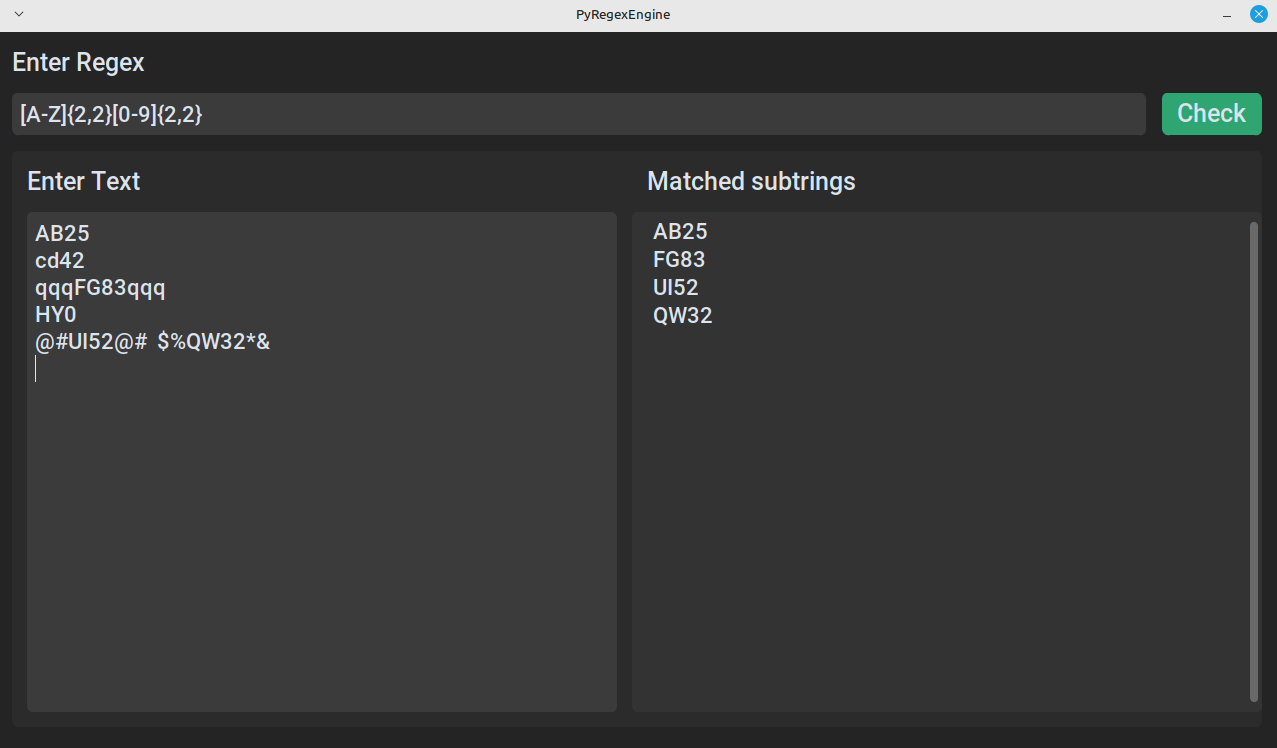 PyRegexEngine
Enter Regex
[A-Z]{2,2}[0-9]{2,2}
Check
Enter Text
AB25
cd42
qqqFG83qqq
HY0
@#UI52@#  $%QW32*&
Matched subtrings
AB25
FG83
UI52
QW32